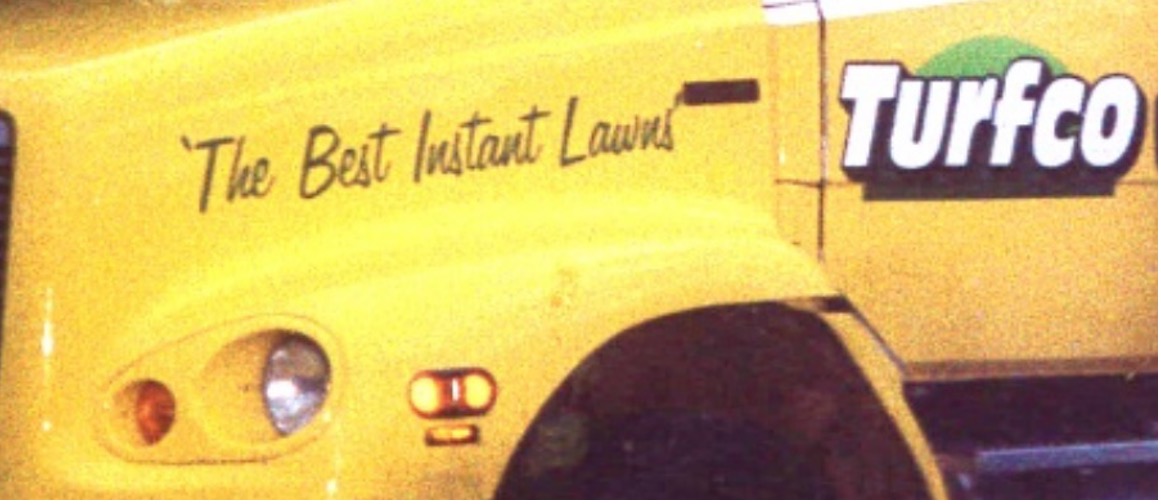 'The Best Instant Lawns'
Turfco